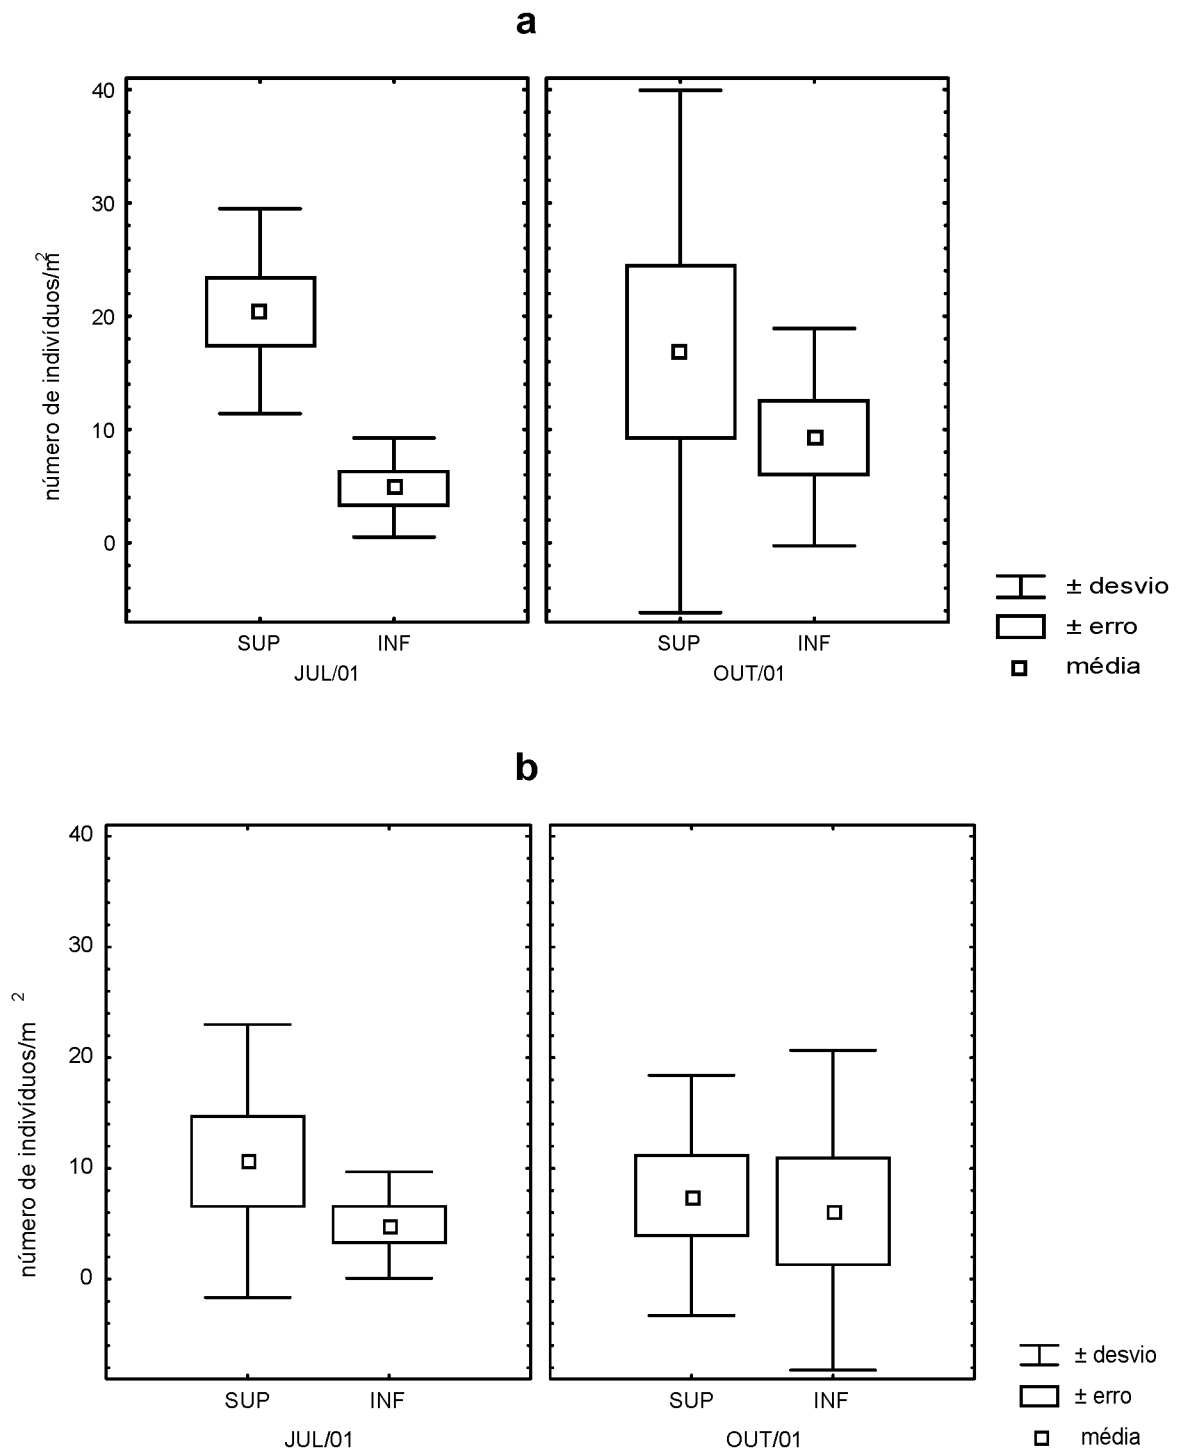 a
40
30
20
10
0
número de indivíduos/m2
SUP INF SUP INF
JUL/01 OUT/01
± desvio
± erro
média
b
40
30
20
10
0
número de indivíduos/m 2
SUP INF SUP INF
JUL/01 OUT/01
± desvio
± erro
média